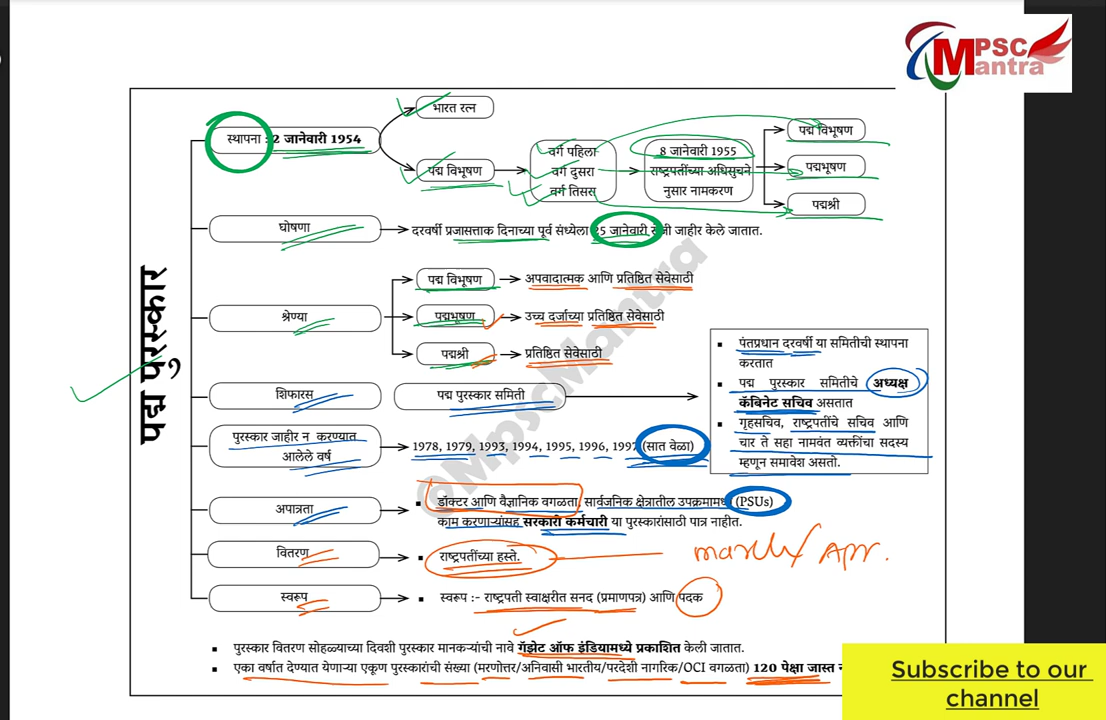 MPSC Mantra
पद्म पुरस्कार
स्थापना :2 जानेवारी 1954
भारत रत्न
पद्म विभूषण
वर्ग पहिला
वर्ग दुसरा
वर्ग तिसरा
8 जानेवारी 1955
राष्ट्रपतींच्या अधिसुचने
नुसार नामकरण
पद्म विभूषण
पद्मभूषण
पद्मश्री
घोषणा
दरवर्षी प्रजासत्ताक दिनाच्या पूर्व संध्येला 25 जानेवारी रोजी जाहीर केले जातात.
श्रेण्या
पद्म विभूषण
अपवादात्मक आणि प्रतिष्ठित सेवेसाठी
पद्मभूषण
उच्च दर्जाच्या प्रतिष्ठित सेवेसाठी
पद्मश्री
प्रतिष्ठित सेवेसाठी
शिफारस
पद्म पुरस्कार समिती
▪ पंतप्रधान दरवर्षी या समितीची स्थापना
करतात
▪ पद्म पुरस्कार समितीचे अध्यक्ष
कॅबिनेट सचिव असतात
▪ गृहसचिव, राष्ट्रपतींचे सचिव आणि
चार ते सहा नामवंत व्यक्तींचा सदस्य
म्हणून समावेश असतो.
पुरस्कार जाहीर न करण्यात
आलेले वर्ष
1978, 1979, 1993, 1994, 1995, 1996, 1997 (सात वेळा)
अपात्रता
▪ डॉक्टर आणि वैज्ञानिक वगळता, सार्वजनिक क्षेत्रातील उपक्रमामध (PSUs)
काम करणाऱ्यांसह सरकारी कर्मचारी या पुरस्कारांसाठी पात्र नाहीत.
वितरण
▪ राष्ट्रपतींच्या हस्ते.
march/Apr.
स्वरूप
▪ स्वरूप :- राष्ट्रपती स्वाक्षरीत सनद (प्रमाणपत्र) आणि पदक
▪ पुरस्कार वितरण सोहळ्याच्या दिवशी पुरस्कार मानकऱ्यांची नावे गॅझेट ऑफ इंडियामध्ये प्रकाशित केली जातात.
▪ एका वर्षात देण्यात येणाऱ्या एकूण पुरस्कारांची संख्या (मरणोत्तर/अनिवासी भारतीय/परदेशी नागरिक/OCI वगळता) 120 पेक्षा जास्त
@MpscMantra
Subscribe to our
channel